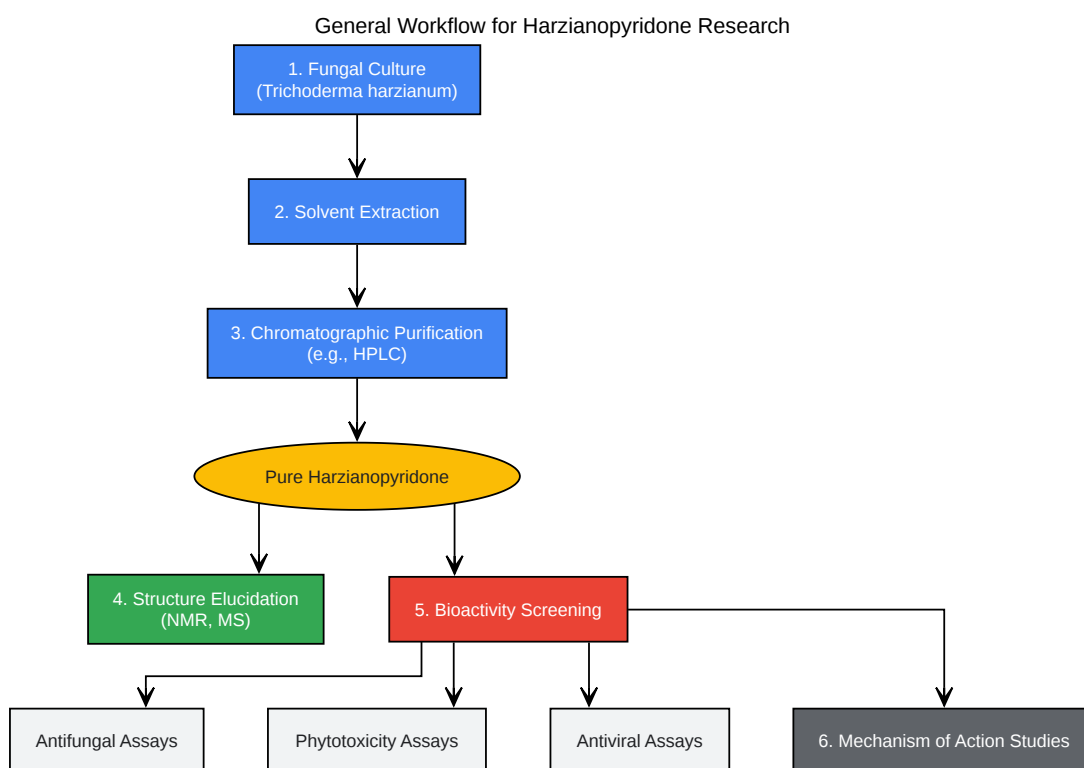 General Workflow for Harzianopyridone Research
1. Fungal Culture
(Trichoderma harzianum)
2. Solvent Extraction
3. Chromatographic Purification
(e.g., HPLC)
Pure Harzianopyridone
4. Structure Elucidation
(NMR, MS)
5. Bioactivity Screening
Antifungal Assays
Phytotoxicity Assays
Antiviral Assays
6. Mechanism of Action Studies